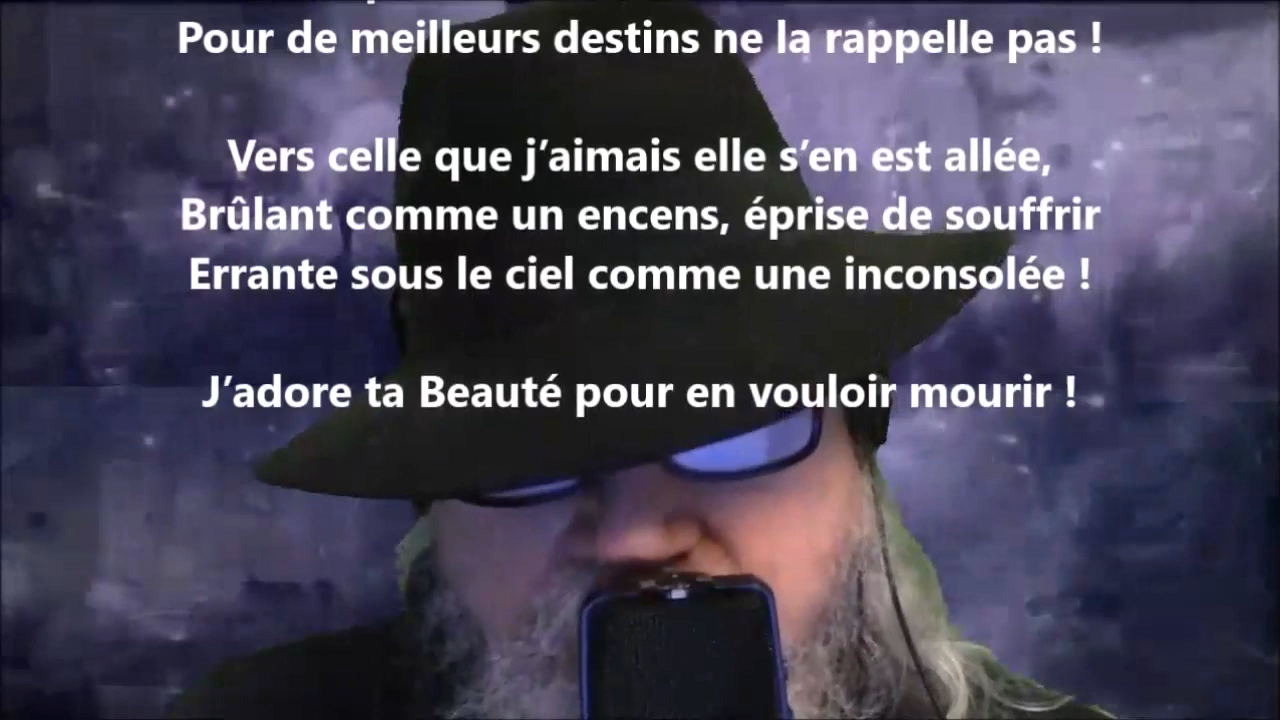 Pour de meilleurs destins ne la rappelle pas !
Vers celle que j’aimais elle s’en est allée,
Brûlant comme un encens, éprise de souffrir
Errante sous le ciel comme une inconsolée !
J’adore ta Beauté pour en vouloir mourir !